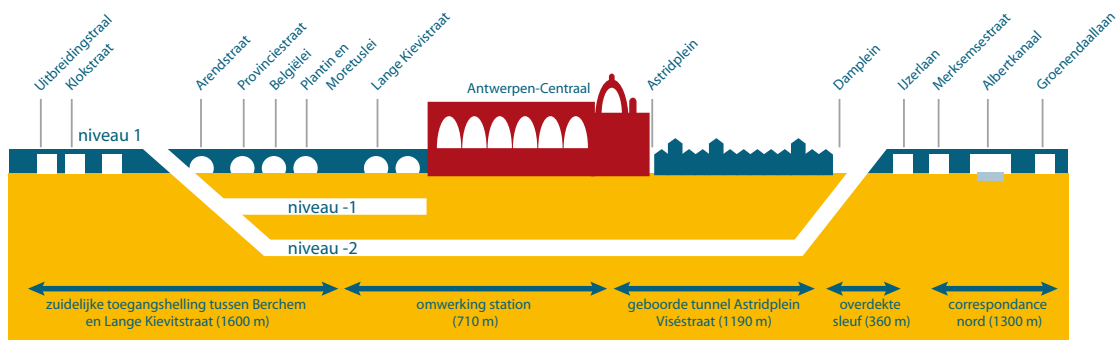 Uitbreidingstraal
Klokstraat
Arendstraat
Provinciestraat
Belgiëlei
Plantin en
Moretuslei
Lange Kievistraat
Antwerpen-Centraal
Astridplein
Damplein
IJzerlaan
Merksemsestraat
Albertkanaal
Groenendaallaan
niveau 1
niveau -1
niveau -2
zuidelijke toegangshelling tussen Berchem
en Lange Kievitstraat (1600 m)
omwerking station
(710 m)
geboorde tunnel Astridplein
Viséstraat (1190 m)
overdekte
sleuf (360 m)
correspondance
nord (1300 m)